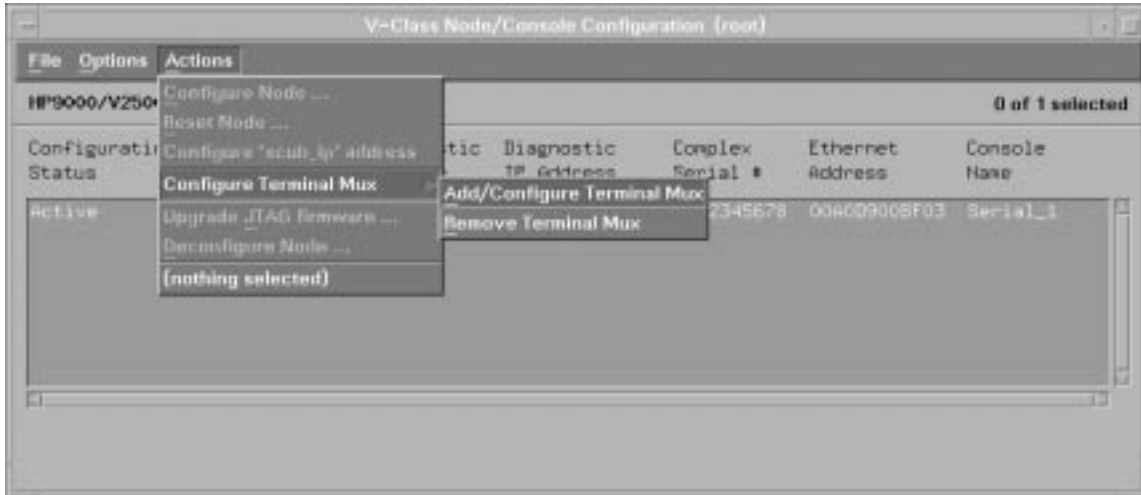 V-Class Node/Console Configuration (root)
File Options Actions
HP9000/V250
0 of 1 selected
Configure Node ...
Reset Node ...
Configure 'scub_ip' address
Configure Terminal Mux
Add/Configure Terminal Mux
Remove Terminal Mux
Upgrade JTAG firmware ...
Deconfigure Node ...
(nothing selected)
Configurati tic Diagnostic Complex Ethernet Console
Status IP Address Serial # Address Name
Active 2345678 00A0D9008F03 Serial_1